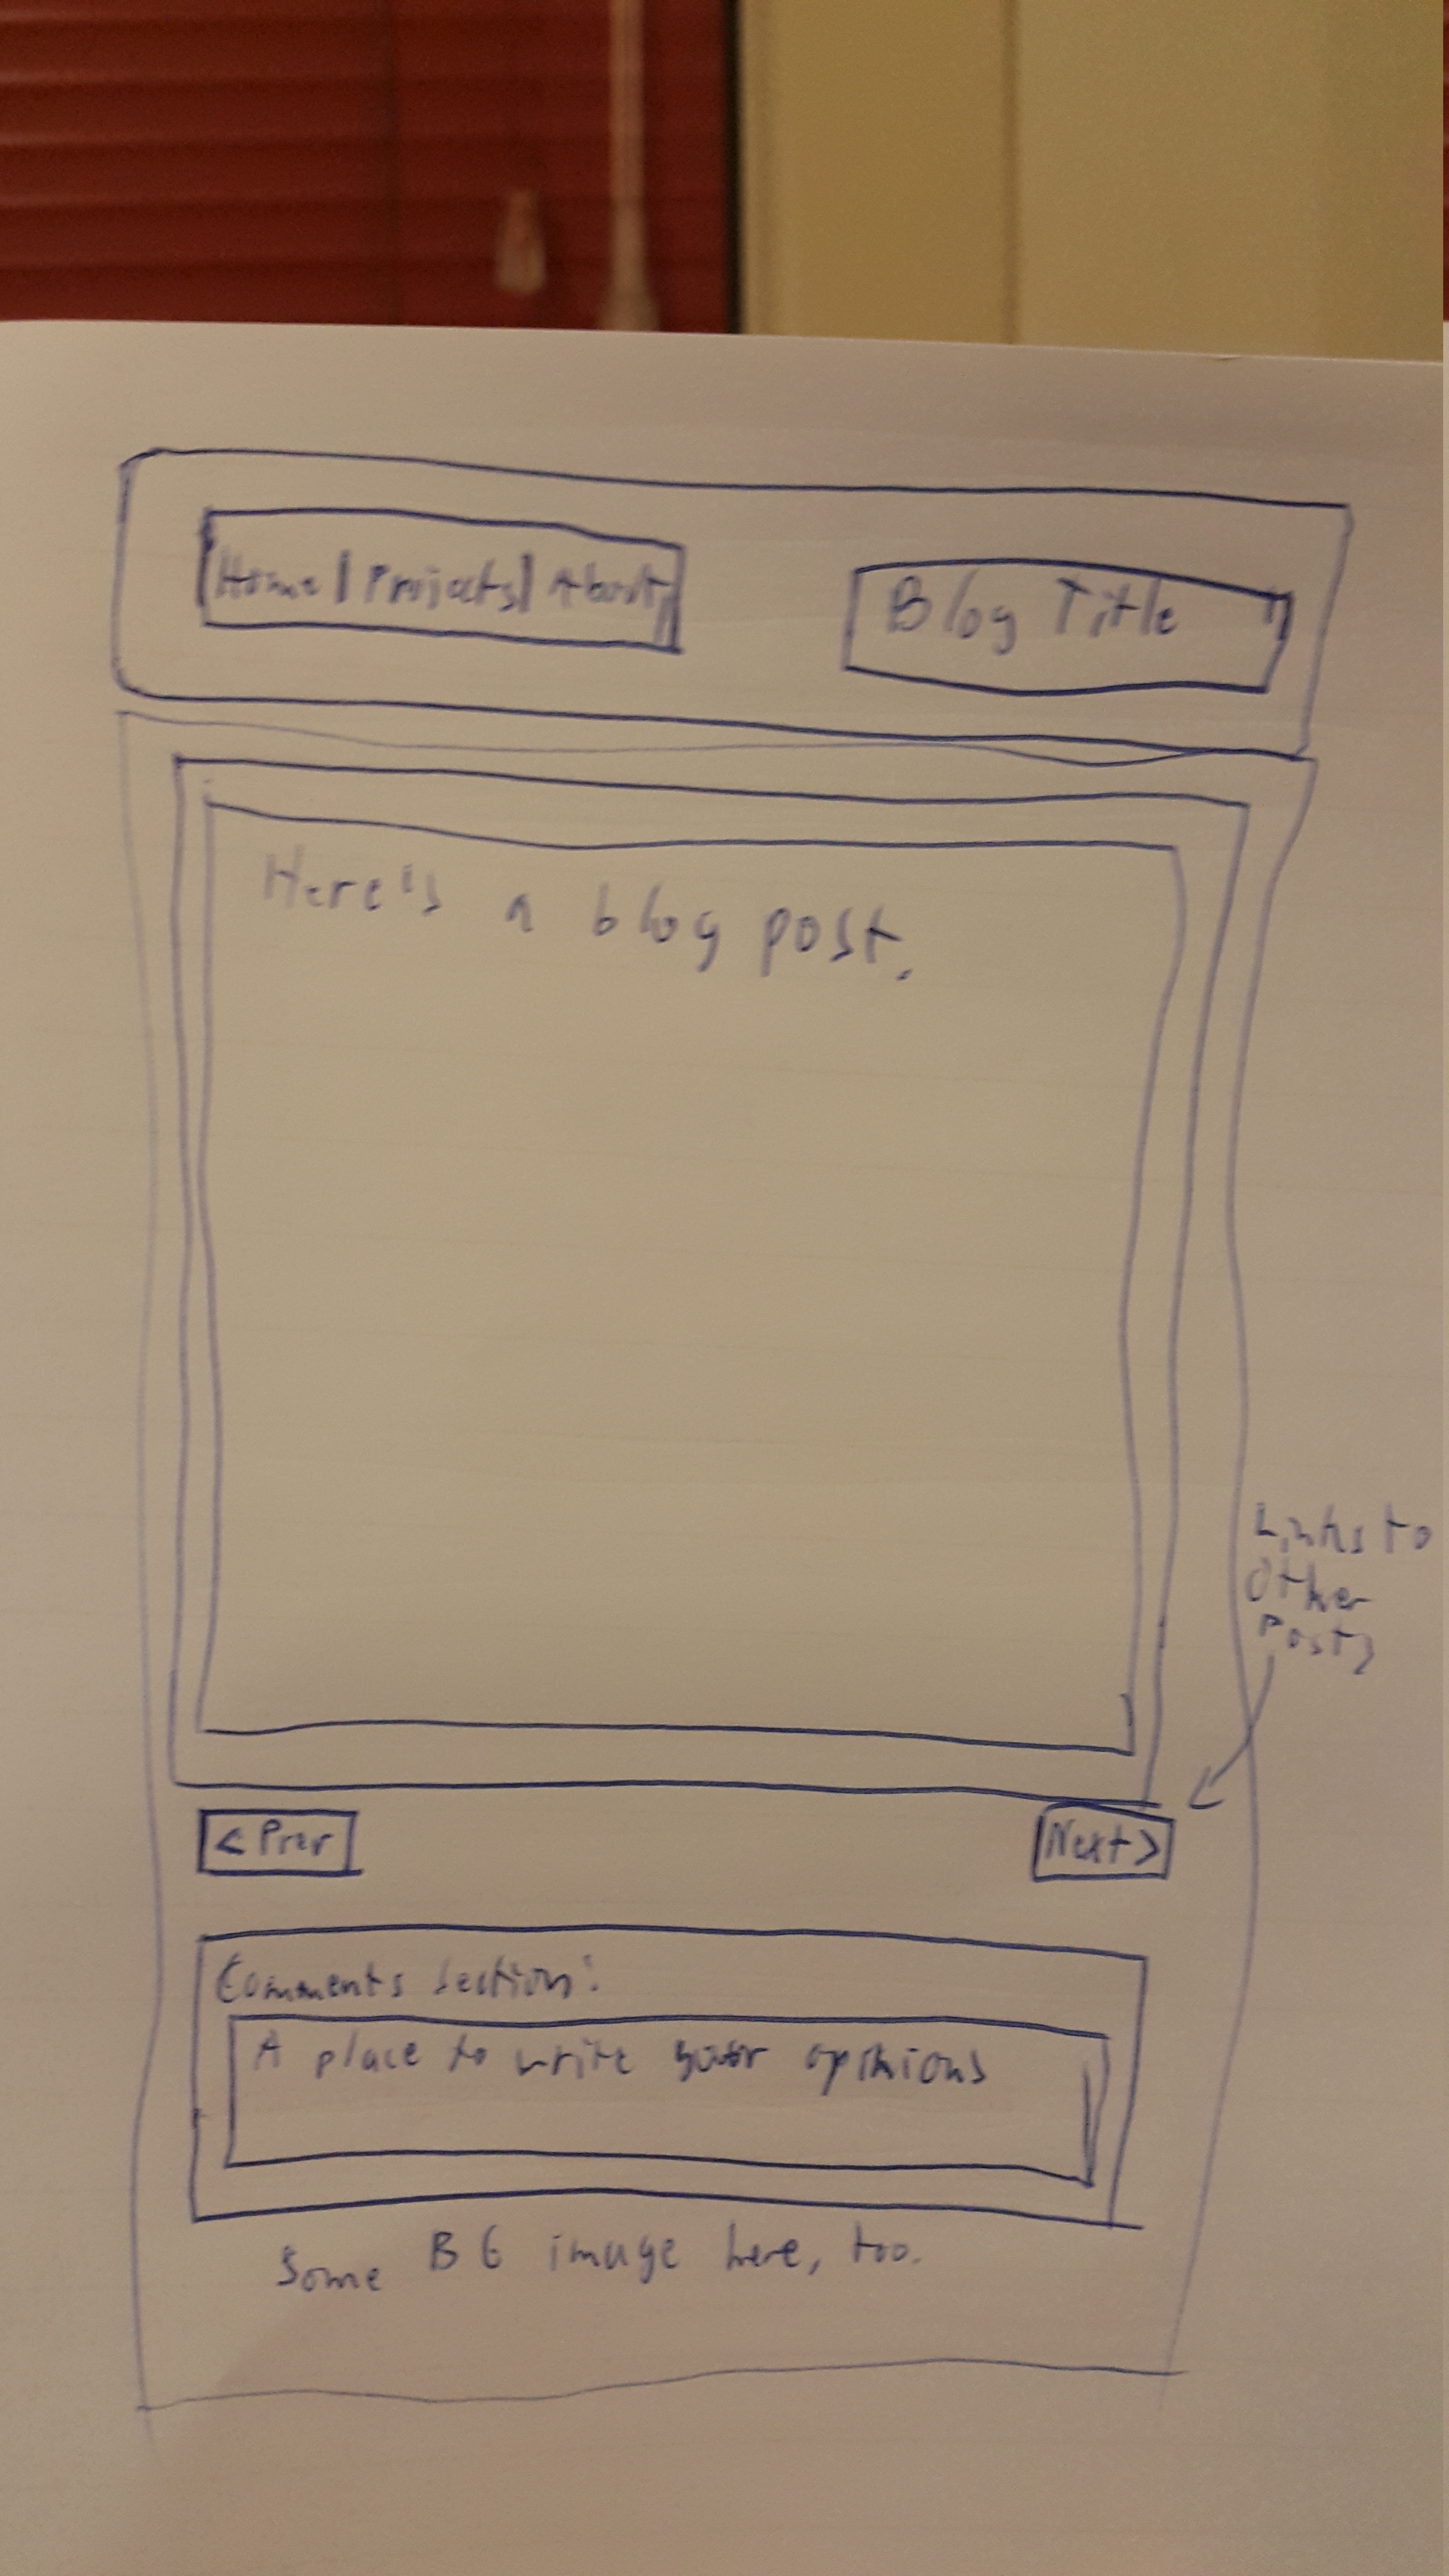 Home | Projects | About
Blog Title
Here's a blog post.
Links to
Other
Posts
< Prev
Next >
Comments Section:
A place to write your opinions
Some BG image here, too.